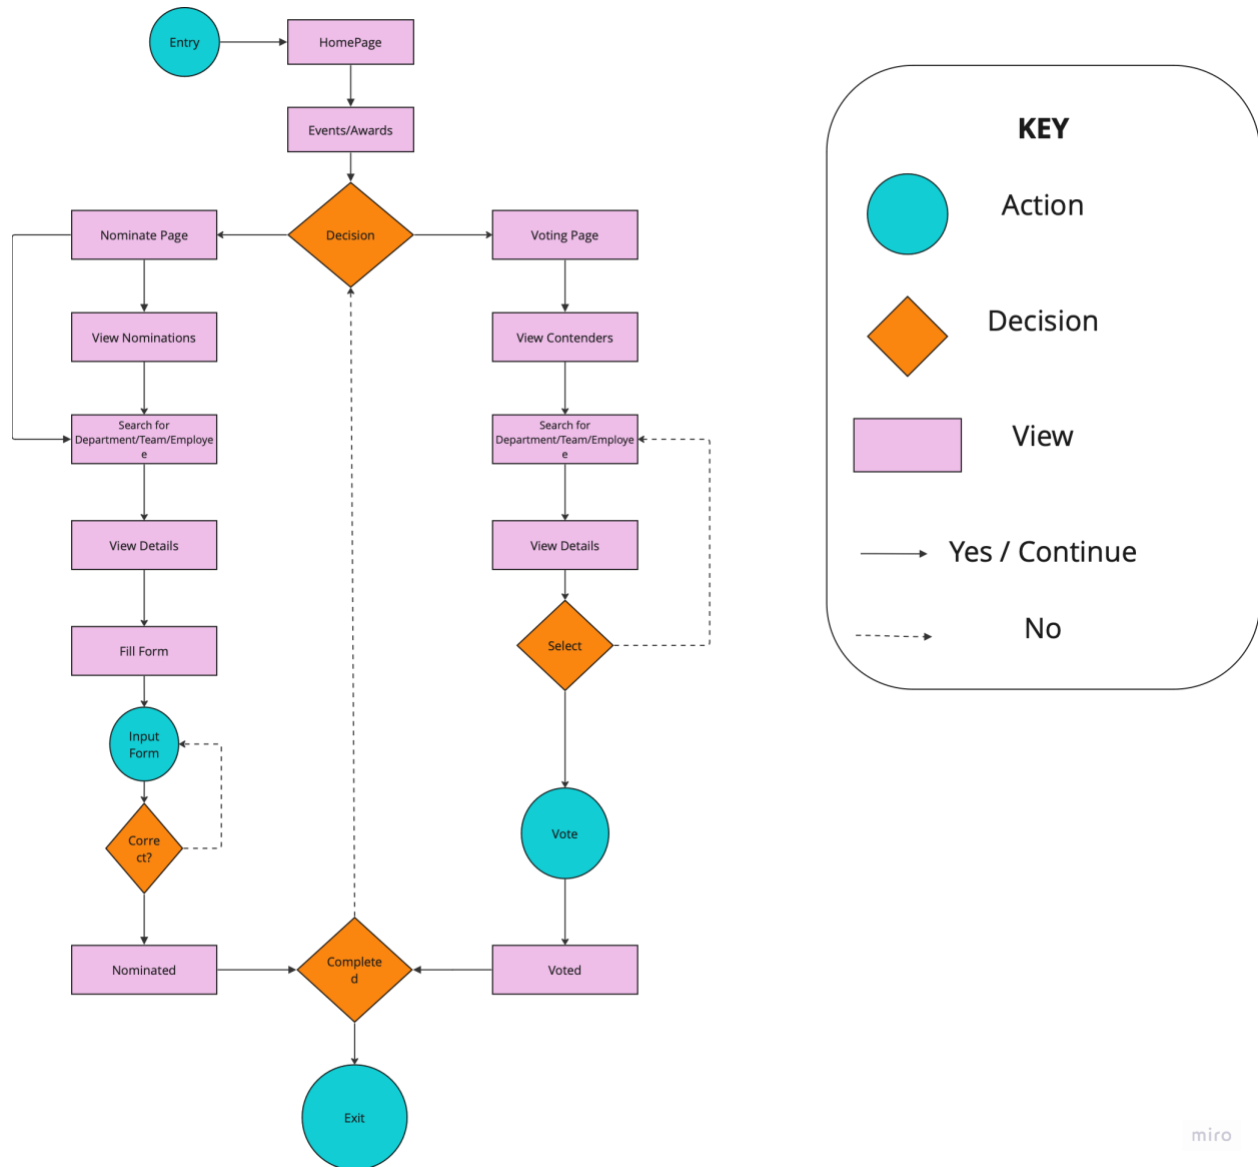 Entry
HomePage
Events/Awards
Decision
Nominate Page
Voting Page
View Nominations
View Contenders
Search for
Department/Team/Employe
e
Search for
Department/Team/Employe
e
View Details
View Details
Fill Form
Select
Input
Form
Corre
ct?
Vote
Nominated
Complete
d
Voted
Exit
KEY
Action
Decision
View
Yes / Continue
No
miro